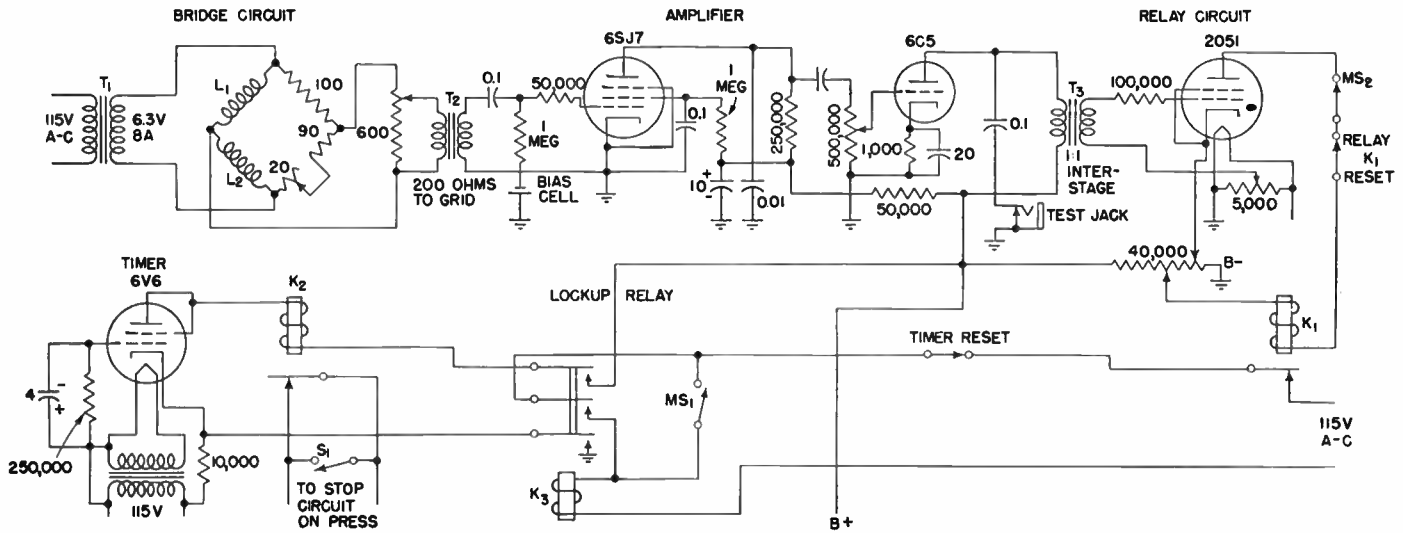 BRIDGE CIRCUIT
AMPLIFIER
RELAY CIRCUIT
6SJ7
6C5
2051
T1
115V
A-C
6.3V
8A
L1
L2
100
90
20
600
T2
200 OHMS
TO GRID
0.1
1
MEG
50,000
BIAS
CELL
0.1
1
MEG
+
10
-
0.01
250,000
500,000
50,000
1,000
20
0.1
T3
1:1
INTER-
STAGE
TEST JACK
100,000
5,000
MS2
RELAY
K1
RESET
40,000
B-
K1
TIMER
6V6
K2
LOCKUP RELAY
TIMER RESET
4
-
+
250,000
10,000
115V
S1
TO STOP
CIRCUIT
ON PRESS
MS1
K3
B+
115V
A-C